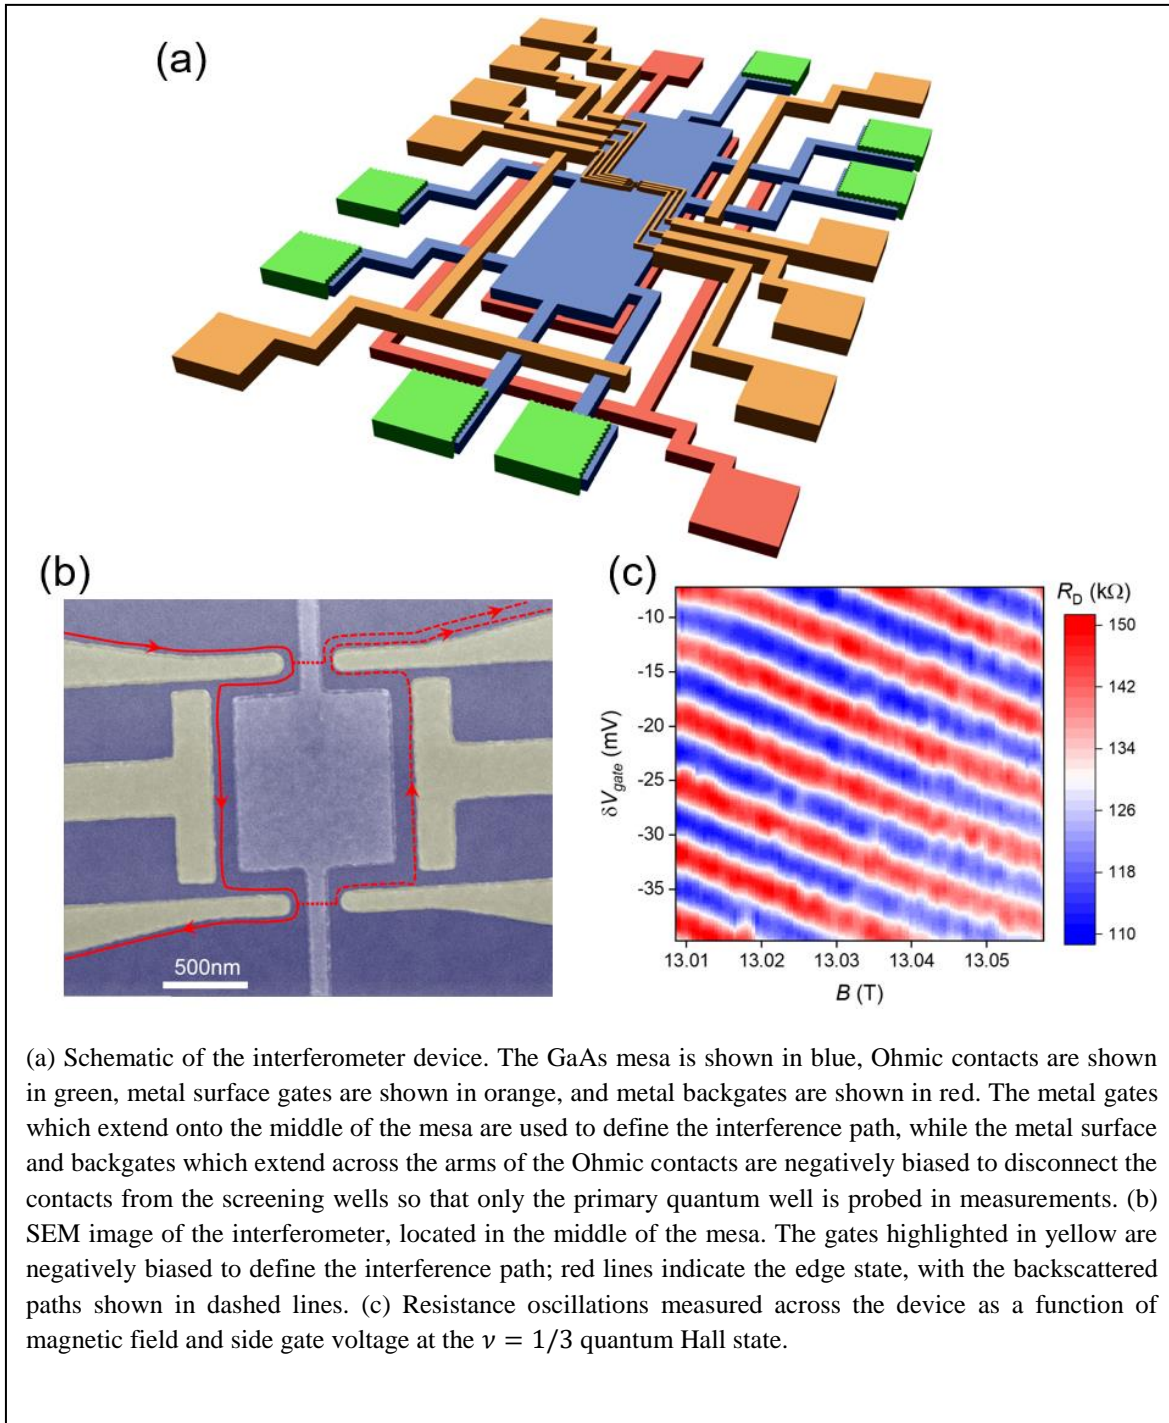 (a)
(b)
500nm
(c)
R_D (kΩ)
150
142
134
126
118
110
-10
-15
-20
-25
-30
-35
δV_gate (mV)
13.01 13.02 13.03 13.04 13.05
B (T)
(a) Schematic of the interferometer device. The GaAs mesa is shown in blue, Ohmic contacts are shown
in green, metal surface gates are shown in orange, and metal backgates are shown in red. The metal gates
which extend onto the middle of the mesa are used to define the interference path, while the metal surface
and backgates which extend across the arms of the Ohmic contacts are negatively biased to disconnect the
contacts from the screening wells so that only the primary quantum well is probed in measurements. (b)
SEM image of the interferometer, located in the middle of the mesa. The gates highlighted in yellow are
negatively biased to define the interference path; red lines indicate the edge state, with the backscattered
paths shown in dashed lines. (c) Resistance oscillations measured across the device as a function of
magnetic field and side gate voltage at the ν = 1/3 quantum Hall state.